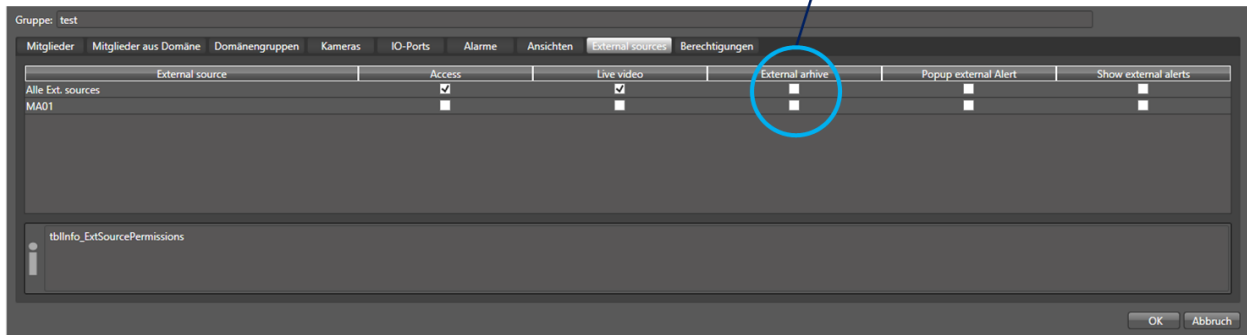 Gruppe: test
Mitglieder Mitglieder aus Domäne Domänengruppen Kameras IO-Ports Alarme Ansichten External sources Berechtigungen
External source Access Live video External arhive Popup external Alert Show external alerts
Alle Ext. sources
MA01
tblInfo_ExtSourcePermissions
OK Abbruch